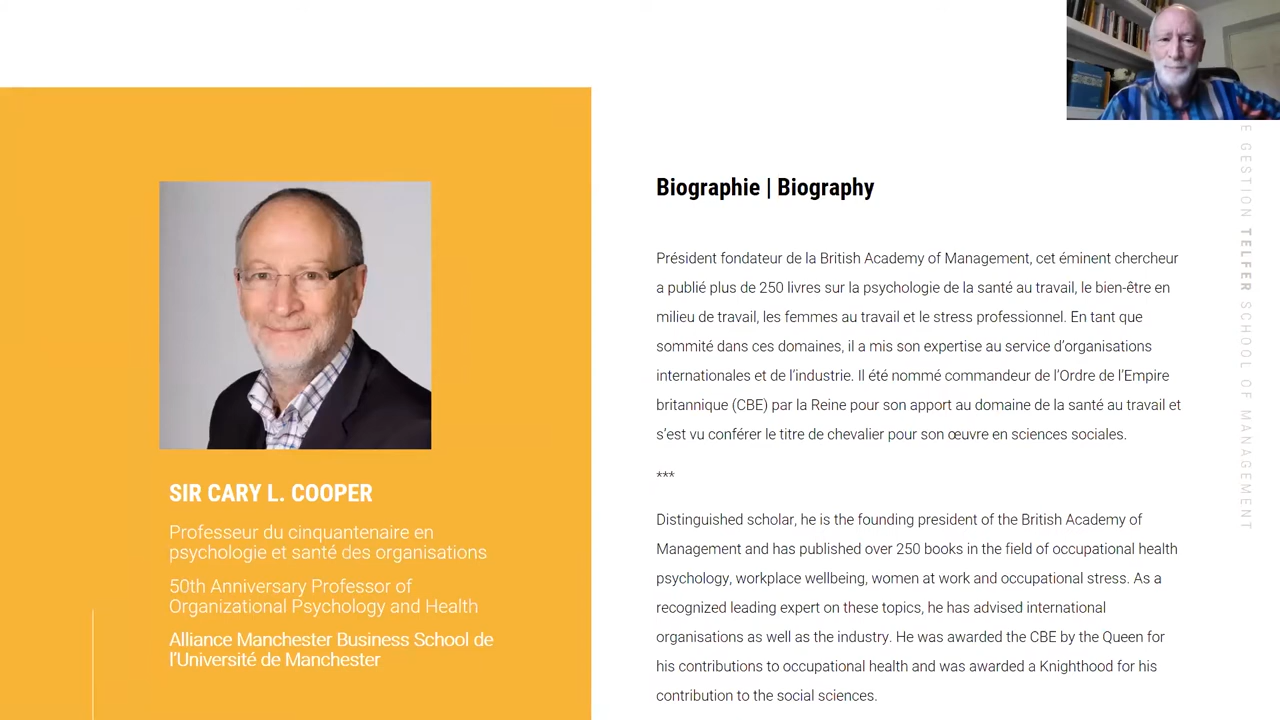 SIR CARY L. COOPER
Professeur du cinquantenaire en
psychologie et santé des organisations
50th Anniversary Professor of
Organizational Psychology and Health
Alliance Manchester Business School de
l’Université de Manchester
Biographie | Biography
Président fondateur de la British Academy of Management, cet éminent chercheur
a publié plus de 250 livres sur la psychologie de la santé au travail, le bien-être en
milieu de travail, les femmes au travail et le stress professionnel. En tant que
sommité dans ces domaines, il a mis son expertise au service d’organisations
internationales et de l’industrie. Il été nommé commandeur de l’Ordre de l’Empire
britannique (CBE) par la Reine pour son apport au domaine de la santé au travail et
s’est vu conférer le titre de chevalier pour son œuvre en sciences sociales.
***
Distinguished scholar, he is the founding president of the British Academy of
Management and has published over 250 books in the field of occupational health
psychology, workplace wellbeing, women at work and occupational stress. As a
recognized leading expert on these topics, he has advised international
organisations as well as the industry. He was awarded the CBE by the Queen for
his contributions to occupational health and was awarded a Knighthood for his
contribution to the social sciences.
E GESTION TELFER SCHOOL OF MANAGEMENT